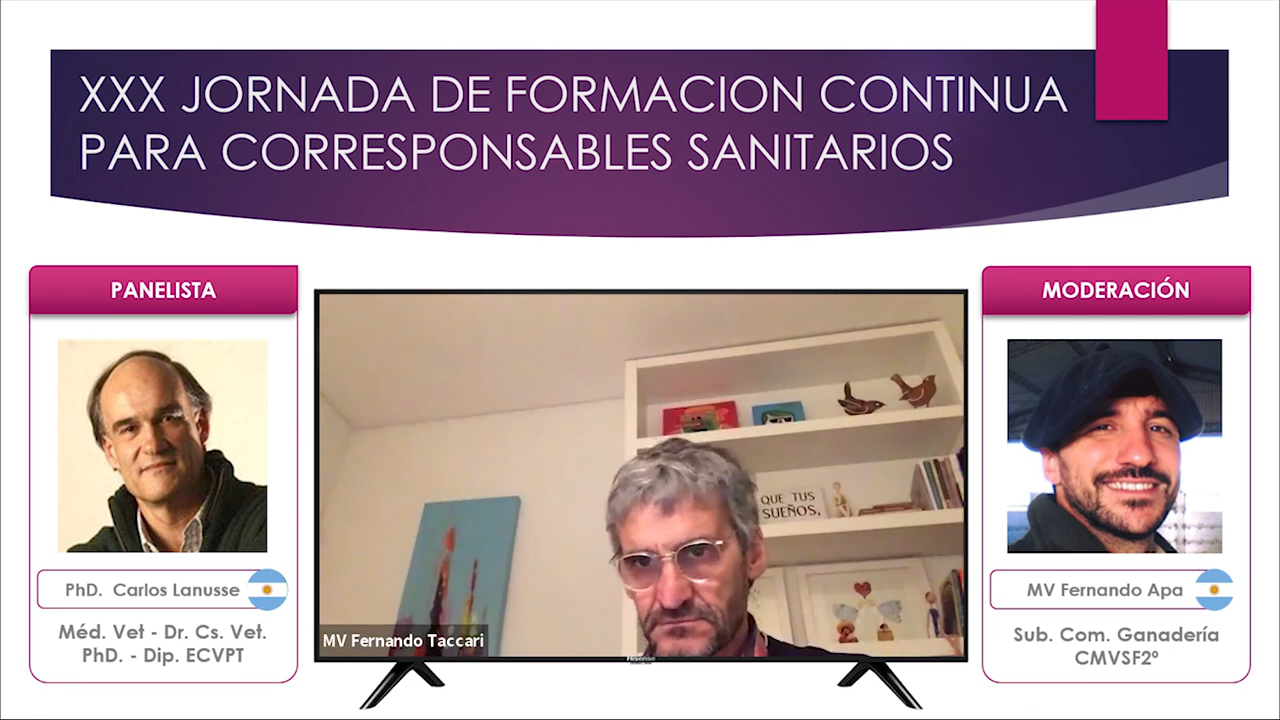 XXX JORNADA DE FORMACION CONTINUA
PARA CORRESPONSABLES SANITARIOS
PANELISTA
PhD. Carlos Lanusse
Méd. Vet - Dr. Cs. Vet.
PhD. - Dip. ECVPT
QUE TUS
SUEÑOS,
MV Fernando Taccari
Hisense
MODERACIÓN
MV Fernando Apa
Sub. Com. Ganadería
CMVSF2º